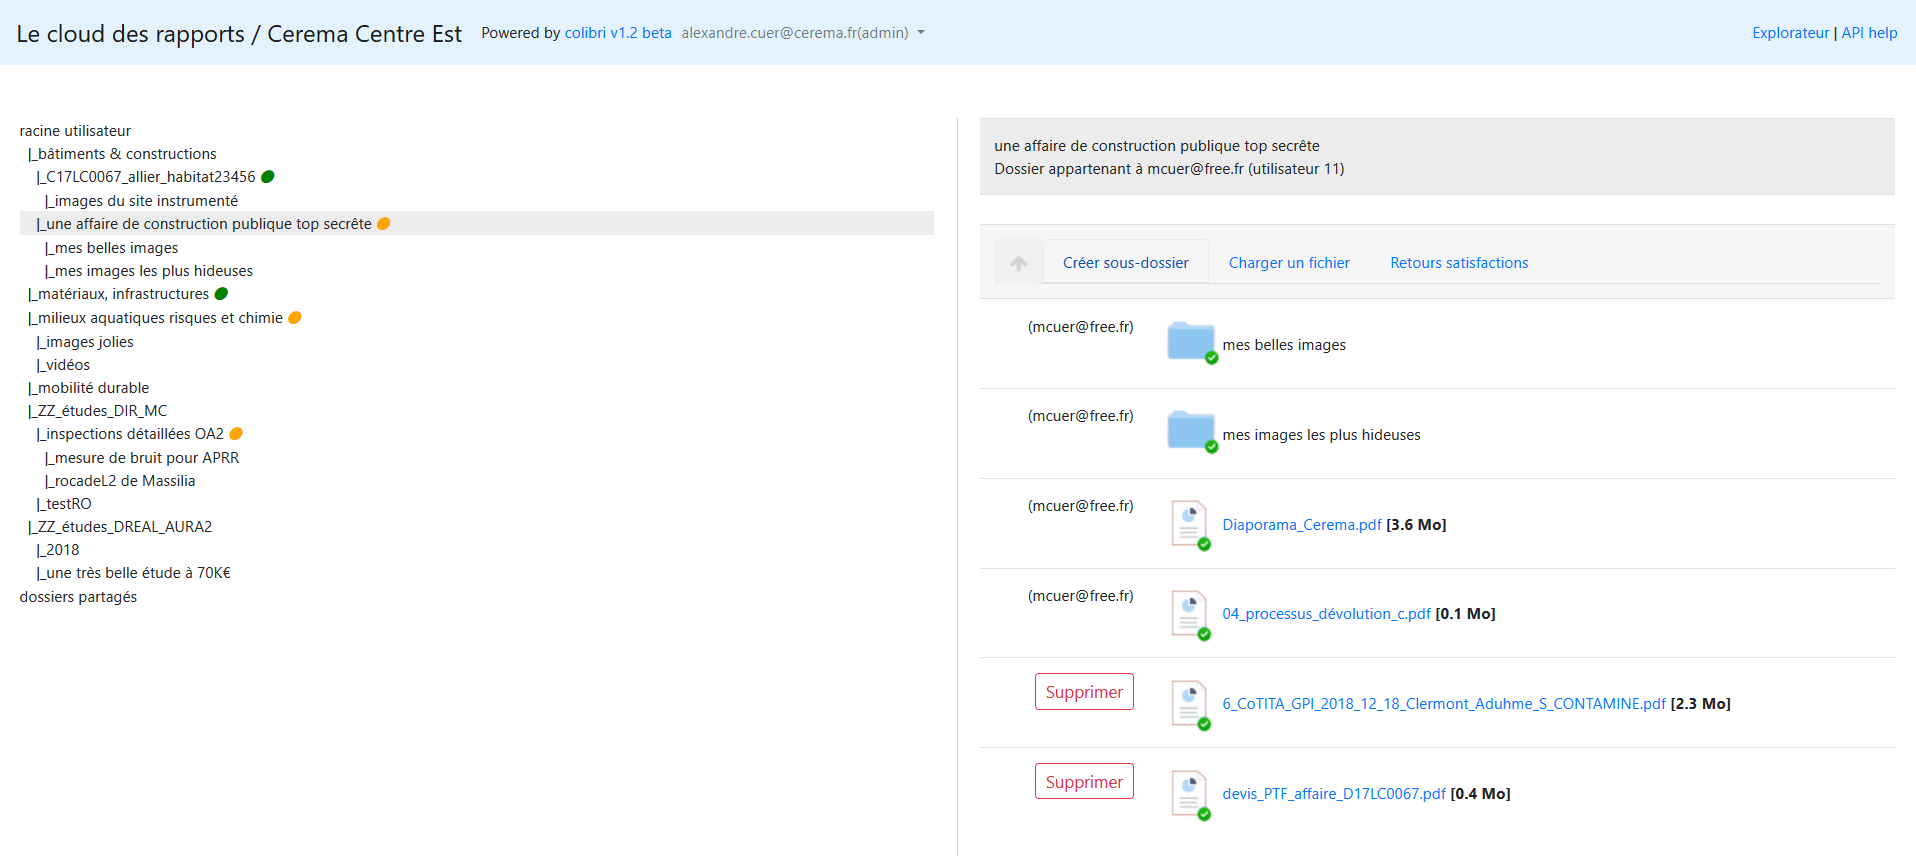 Le cloud des rapports / Cerema Centre Est Powered by colibri v1.2 beta alexandre.cuer@cerema.fr(admin) Explorateur | API help
racine utilisateur
|_bâtiments & constructions
|_C17LC0067_allier_habitat23456
|_images du site instrumenté
|_une affaire de construction publique top secrête
|_mes belles images
|_mes images les plus hideuses
|_matériaux, infrastructures
|_milieux aquatiques risques et chimie
|_images jolies
|_vidéos
|_mobilité durable
|_ZZ_études_DIR_MC
|_inspections détaillées OA2
|_mesure de bruit pour APRR
|_rocadeL2 de Massilia
|_testRO
|_ZZ_études_DREAL_AURA2
|_2018
|_une très belle étude à 70K€
dossiers partagés
une affaire de construction publique top secrête
Dossier appartenant à mcuer@free.fr (utilisateur 11)
Créer sous-dossier Charger un fichier Retours satisfactions
(mcuer@free.fr) mes belles images
(mcuer@free.fr) mes images les plus hideuses
(mcuer@free.fr) Diaporama_Cerema.pdf [3.6 Mo]
(mcuer@free.fr) 04_processus_dévolution_c.pdf [0.1 Mo]
Supprimer 6_CoTITA_GPI_2018_12_18_Clermont_Aduhme_S_CONTAMINE.pdf [2.3 Mo]
Supprimer devis_PTF_affaire_D17LC0067.pdf [0.4 Mo]